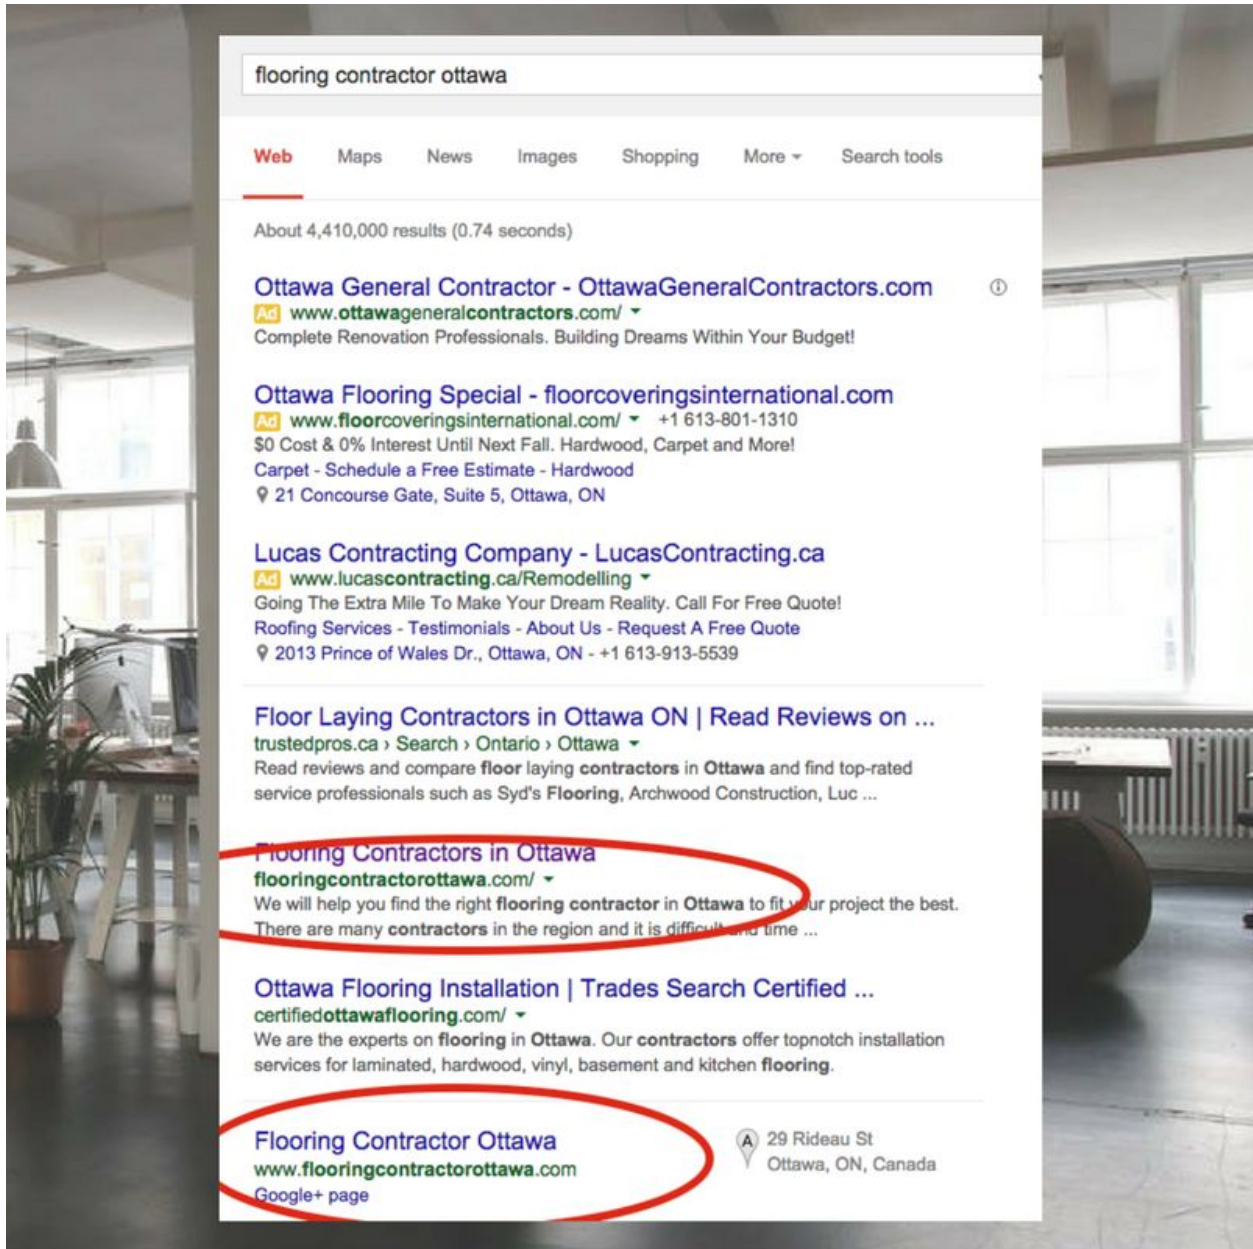 flooring contractor ottawa
Web Maps News Images Shopping More Search tools
About 4,410,000 results (0.74 seconds)
Ottawa General Contractor - OttawaGeneralContractors.com
Ad www.ottawageneralcontractors.com/
Complete Renovation Professionals. Building Dreams Within Your Budget!
Ottawa Flooring Special - floorcoveringsinternational.com
Ad www.floorcoveringsinternational.com/ +1 613-801-1310
$0 Cost & 0% Interest Until Next Fall. Hardwood, Carpet and More!
Carpet - Schedule a Free Estimate - Hardwood
21 Concourse Gate, Suite 5, Ottawa, ON
Lucas Contracting Company - LucasContracting.ca
Ad www.lucascontracting.ca/Remodelling
Going The Extra Mile To Make Your Dream Reality. Call For Free Quote!
Roofing Services - Testimonials - About Us - Request A Free Quote
2013 Prince of Wales Dr., Ottawa, ON - +1 613-913-5539
Floor Laying Contractors in Ottawa ON | Read Reviews on ...
trustedpros.ca › Search › Ontario › Ottawa
Read reviews and compare floor laying contractors in Ottawa and find top-rated
service professionals such as Syd's Flooring, Archwood Construction, Luc ...
Flooring Contractors in Ottawa
flooringcontractorottawa.com/
We will help you find the right flooring contractor in Ottawa to fit your project the best.
There are many contractors in the region and it is difficult and time ...
Ottawa Flooring Installation | Trades Search Certified ...
certifiedottawaflooring.com/
We are the experts on flooring in Ottawa. Our contractors offer topnotch installation
services for laminated, hardwood, vinyl, basement and kitchen flooring.
Flooring Contractor Ottawa
www.flooringcontractorottawa.com
Google+ page
A 29 Rideau St
Ottawa, ON, Canada